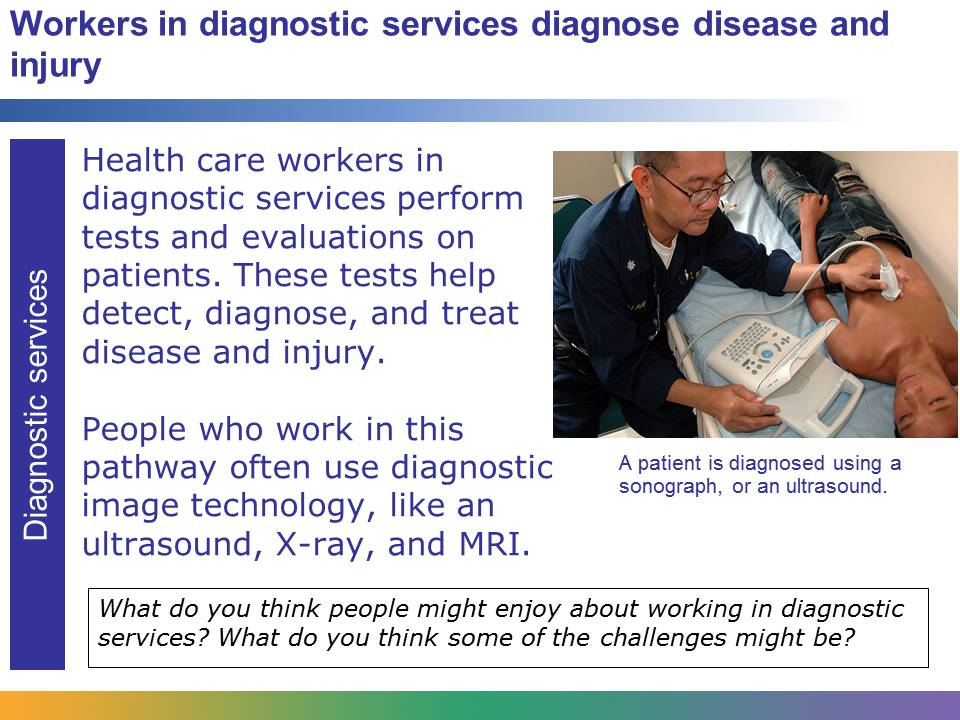 Workers in diagnostic services diagnose disease and
injury
Diagnostic services
Health care workers in
diagnostic services perform
tests and evaluations on
patients. These tests help
detect, diagnose, and treat
disease and injury.
People who work in this
pathway often use diagnostic
image technology, like an
ultrasound, X-ray, and MRI.
A patient is diagnosed using a
sonograph, or an ultrasound.
What do you think people might enjoy about working in diagnostic
services? What do you think some of the challenges might be?